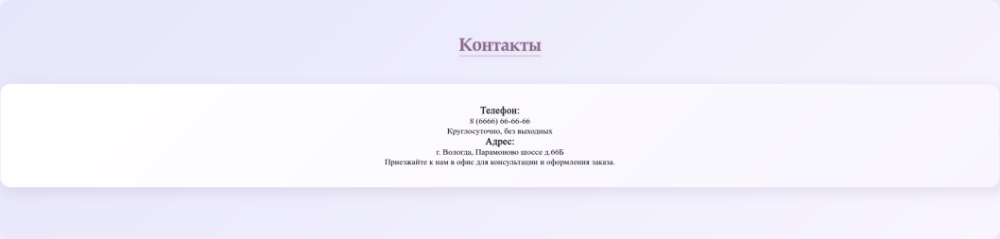 Контакты
Телефон:
8 (6666) 66-66-66
Круглосуточно, без выходных
Адрес:
г. Вологда, Парамоново шоссе д.66Б
Приезжайте к нам в офис для консультации и оформления заказа.